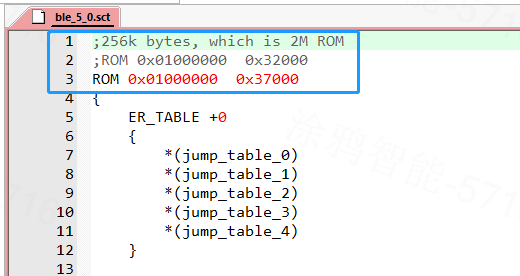 ble_5_0.sct
1 ;256k bytes, which is 2M ROM
2 ;ROM 0x01000000  0x32000
3 ROM 0x01000000  0x37000
4 {
5     ER_TABLE +0
6     {
7         *(jump_table_0)
8         *(jump_table_1)
9         *(jump_table_2)
10         *(jump_table_3)
11         *(jump_table_4)
12     }
13
涂鸦智能-571